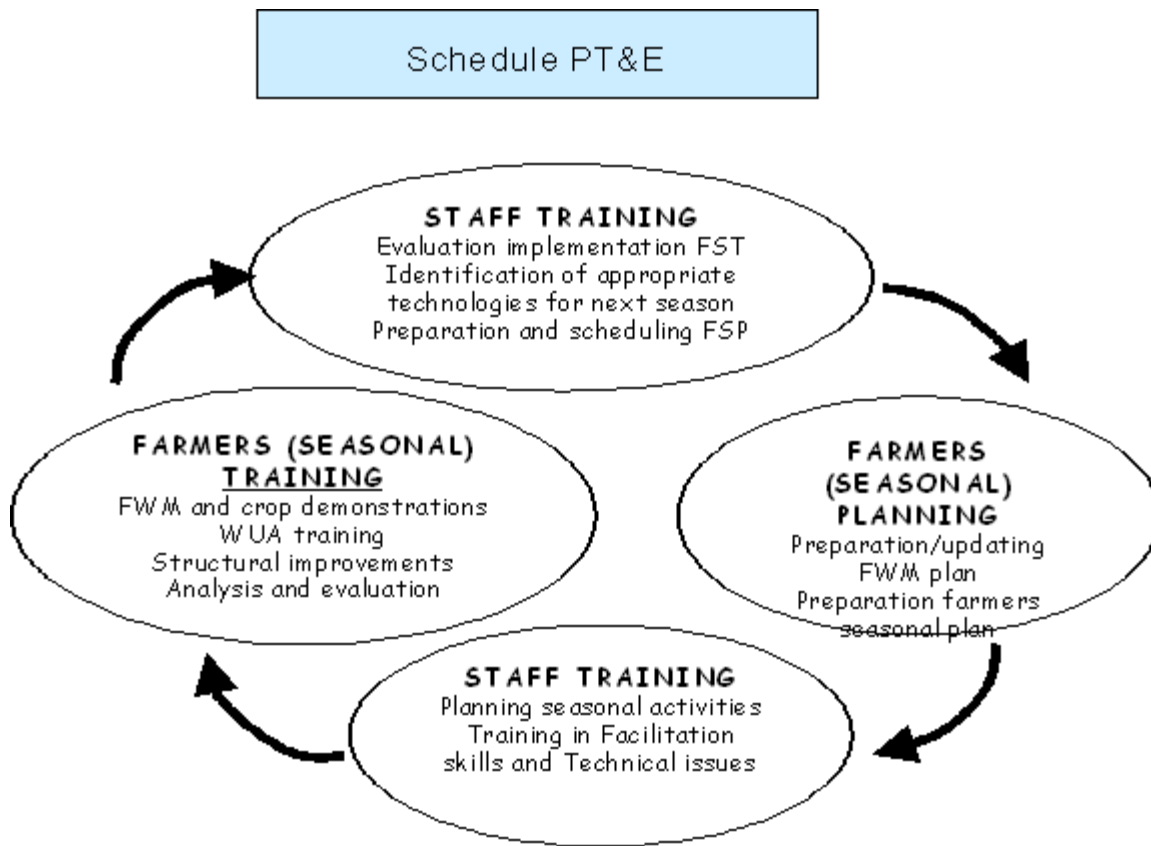 Schedule PT&E
STAFF TRAINING
Evaluation implementation FST
Identification of appropriate
technologies for next season
Preparation and scheduling FSP
FARMERS (SEASONAL)
TRAINING
FWM and crop demonstrations
WUA training
Structural improvements
Analysis and evaluation
FARMERS
(SEASONAL)
PLANNING
Preparation/updating
FWM plan
Preparation farmers
seasonal plan
STAFF TRAINING
Planning seasonal activities
Training in Facilitation
skills and Technical issues